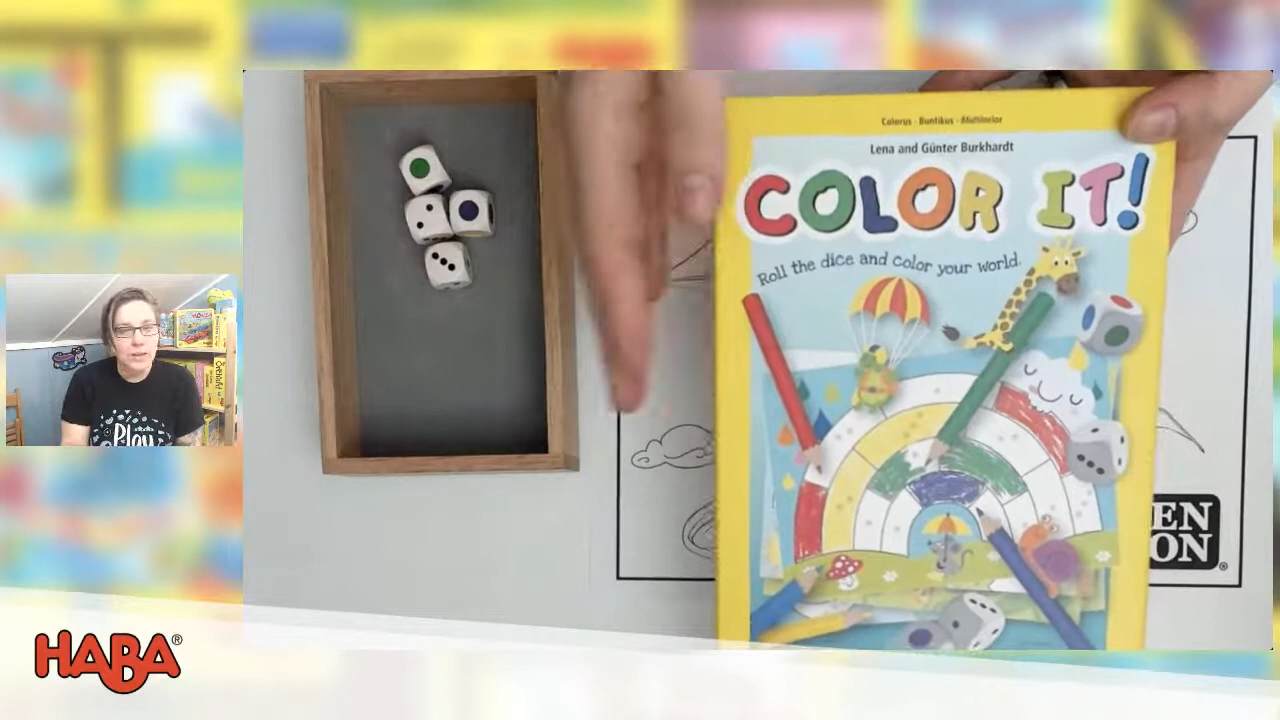 Colorus · Buntikus · Multicolor
Lena and Günter Burkhardt
COLOR IT!
Roll the dice and color your world.
EN
ON®
Play
HABA®